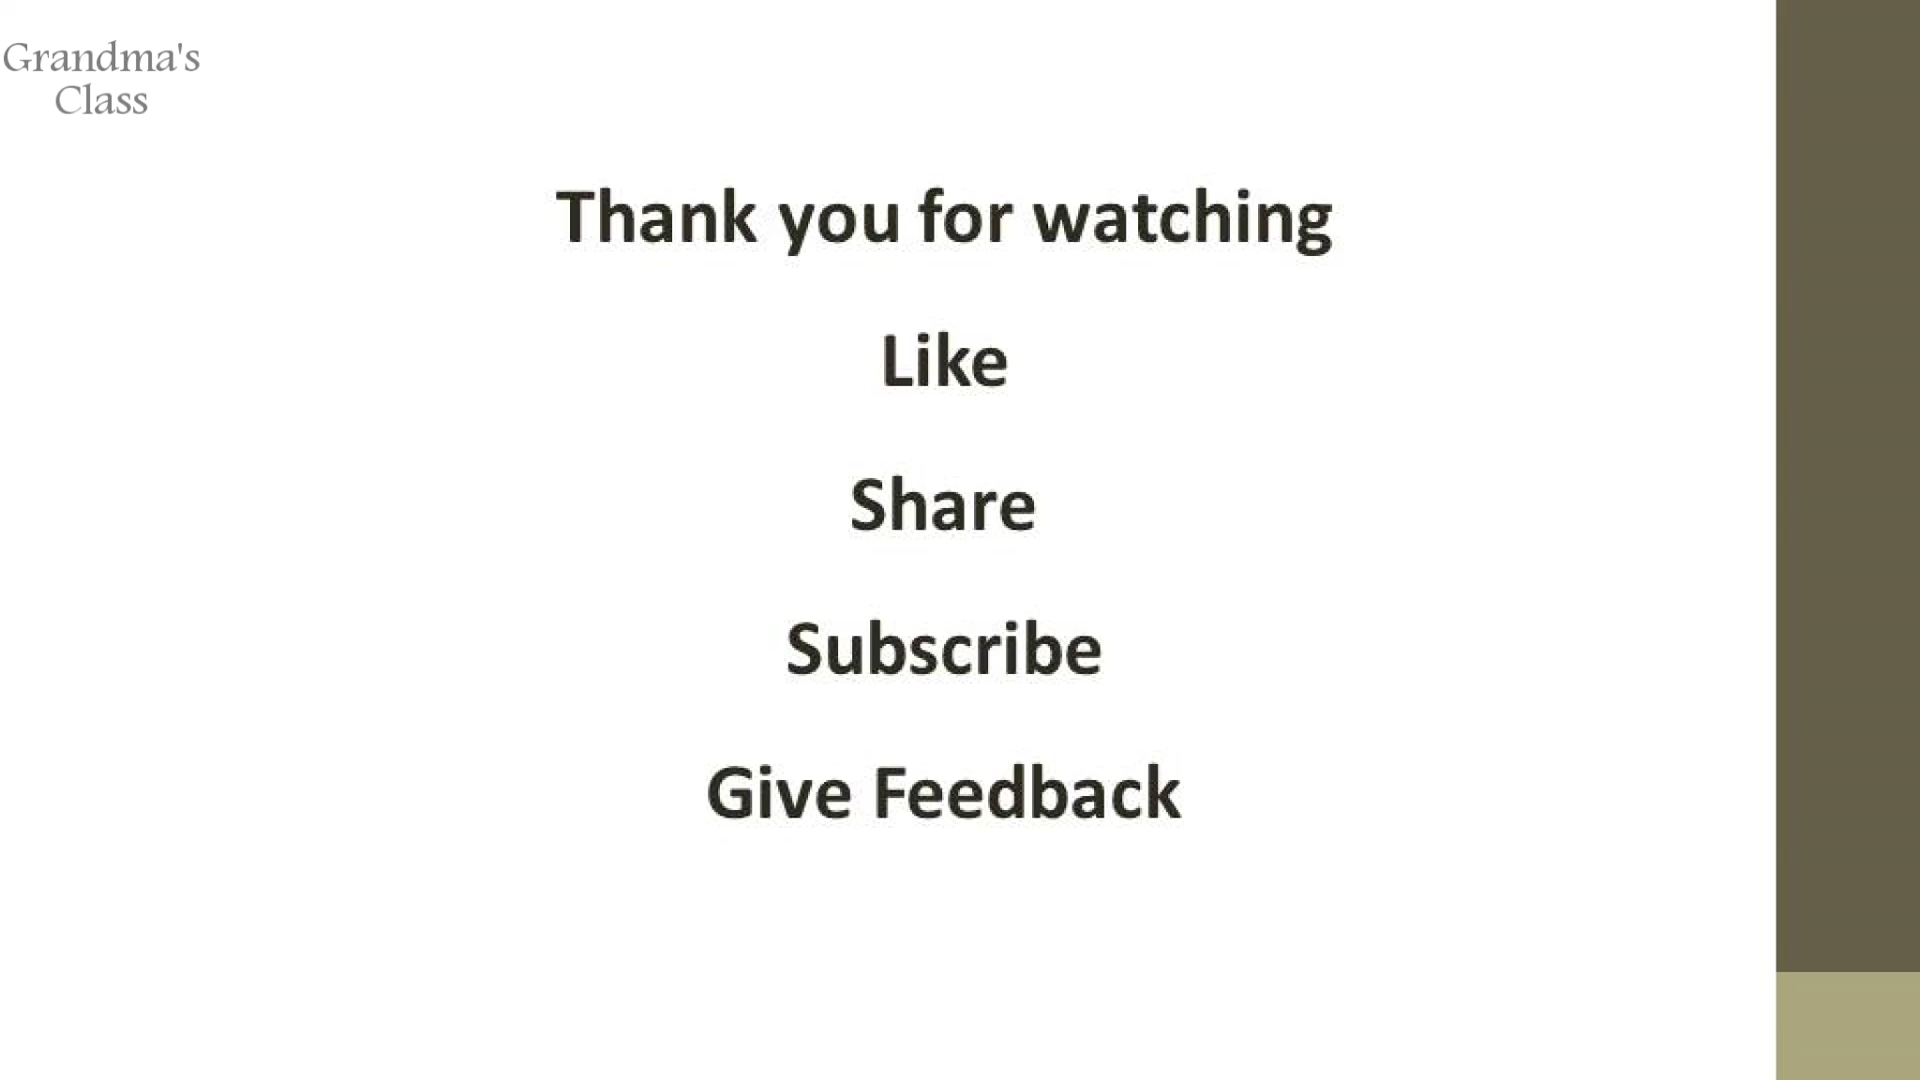 Grandma's
Class
Thank you for watching
Like
Share
Subscribe
Give Feedback